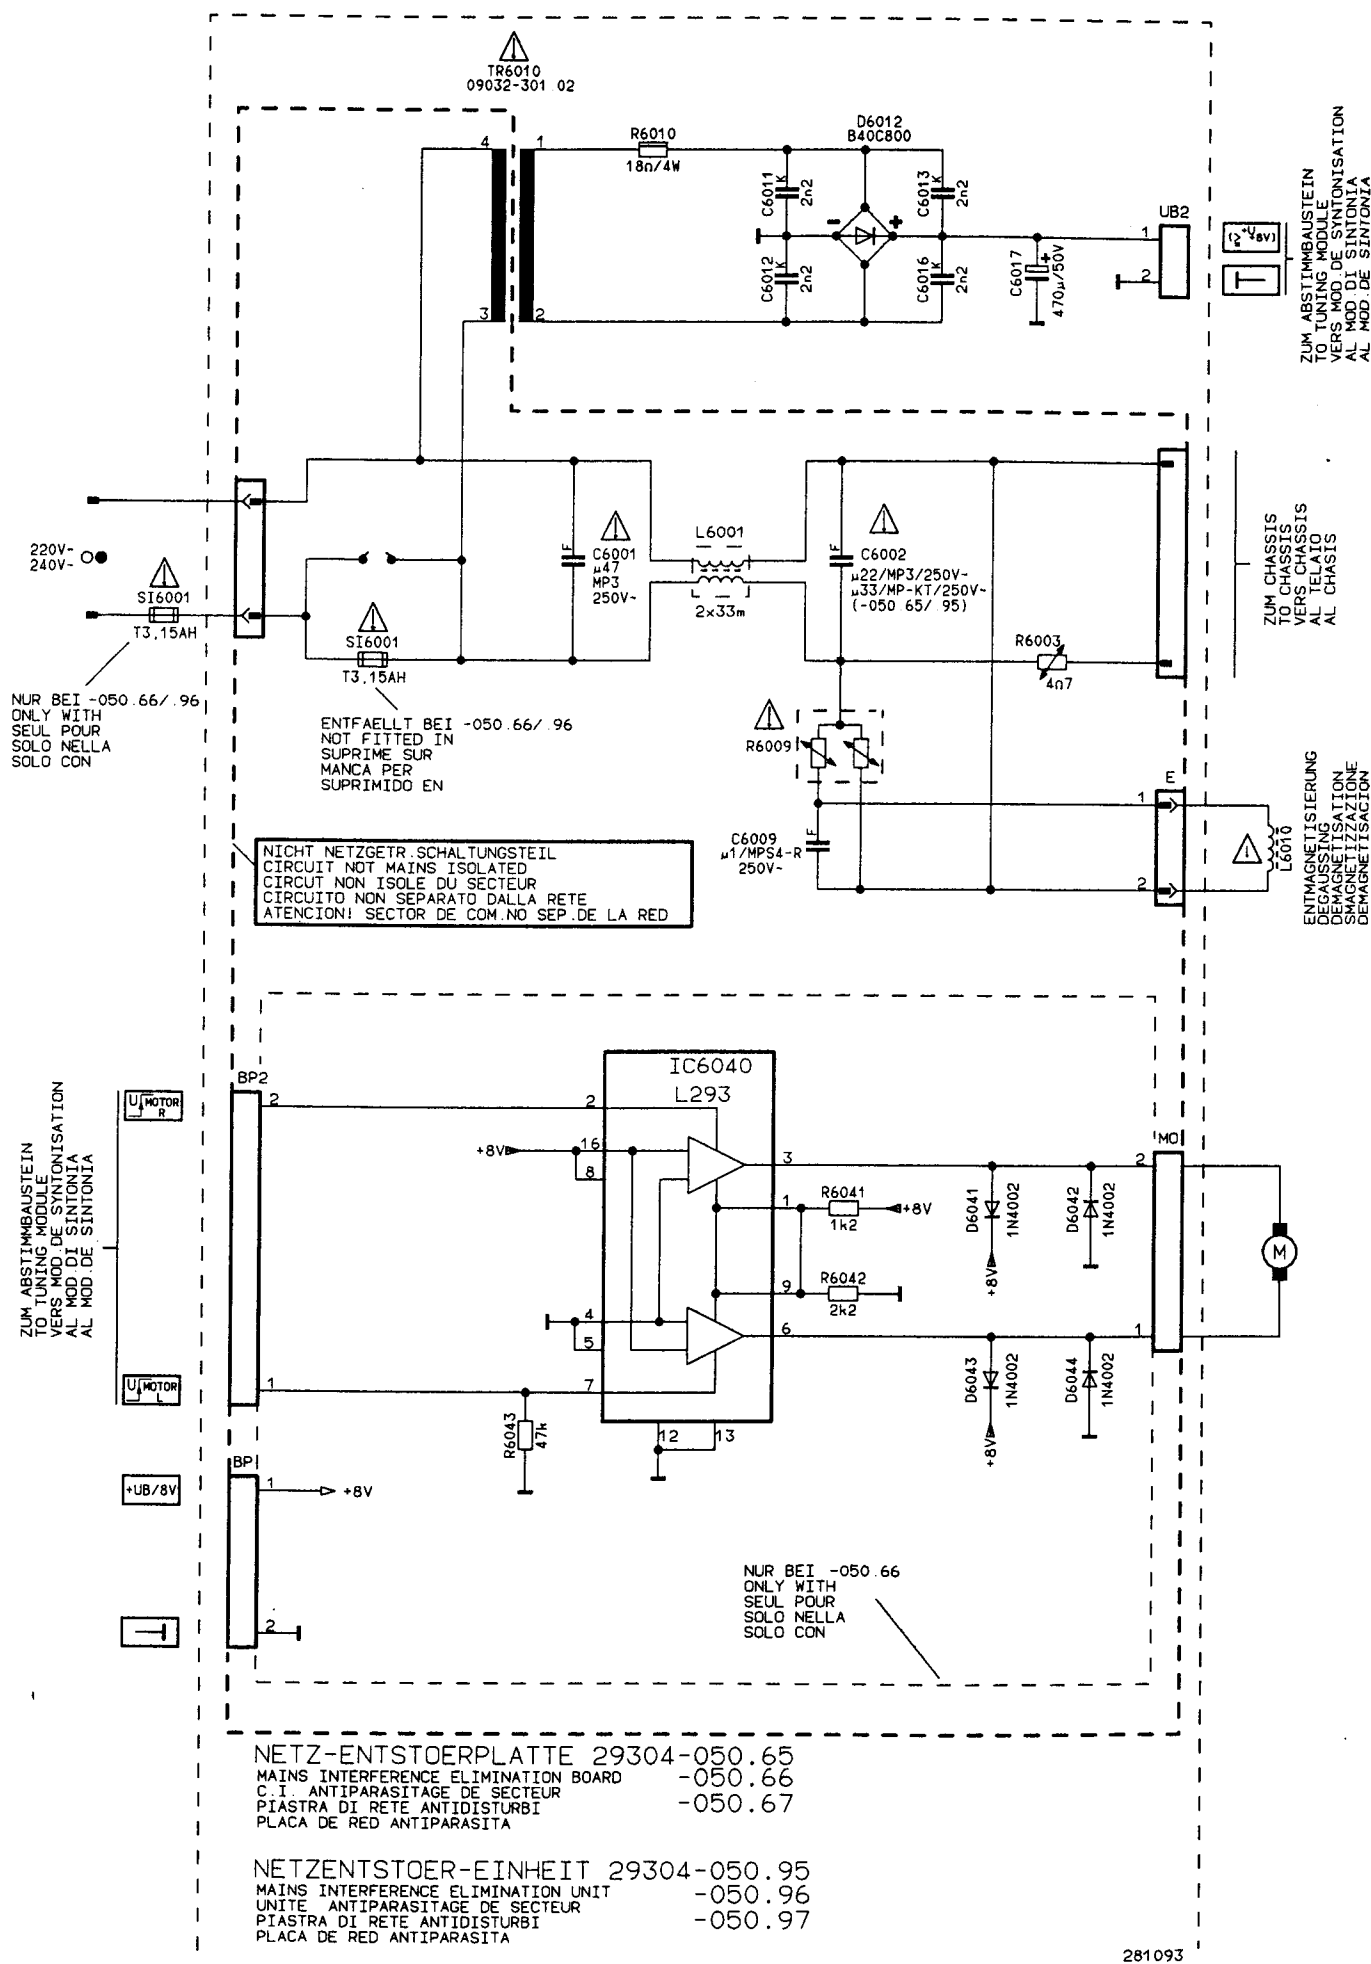 TR6010
09032-301.02
4
1
3
2
R6010
18n/4W
D6012
B40C800
C6011
K
2n2
C6013
K
2n2
C6012
K
2n2
C6016
K
2n2
-
+
C6017
+
470µ/50V
UB2
1
2
ZUM ABSTIMMBAUSTEIN
TO TUNING MODULE
VERS MOD.DE SYNTONISATION
AL MOD.DI SINTONIA
AL MOD.DE SINTONIA
220V~
240V~
SI6001
T3,15AH
SI6001
T3,15AH
NUR BEI -050.66/.96
ONLY WITH
SEUL POUR
SOLO NELLA
SOLO CON
ENTFAELLT BEI -050.66/.96
NOT FITTED IN
SUPRIME SUR
MANCA PER
SUPRIMIDO EN
F
C6001
µ47
MP3
250V~
L6001
2x33m
F
C6002
µ22/MP3/250V~
µ33/MP-KT/250V~
(-050.65/.95)
R6003
4n7
R6009
ZUM CHASSIS
TO CHASSIS
VERS CHASSIS
AL TELAIO
AL CHASIS
C6009
F
µ1/MPS4-R
250V~
E
1
2
L6010
ENTMAGNETISIERUNG
DEGAUSSING
DEMAGNETISATION
SMAGNETIZZAZIONE
DEMAGNETISACION
NICHT NETZGETR.SCHALTUNGSTEIL
CIRCUIT NOT MAINS ISOLATED
CIRCUT NON ISOLE DU SECTEUR
CIRCUITO NON SEPARATO DALLA RETE
ATENCION! SECTOR DE COM.NO SEP.DE LA RED
ZUM ABSTIMMBAUSTEIN
TO TUNING MODULE
VERS MOD.DE SYNTONISATION
AL MOD.DI SINTONIA
AL MOD.DE SINTONIA
U MOTOR R
U MOTOR L
BP2
2
1
IC6040
L293
2
+8V
16
8
4
5
7
3
1
9
6
12
13
R6041
1k2
+8V
R6042
2k2
R6043
47k
D6041
1N4002
+8V
D6042
1N4002
D6043
1N4002
+8V
D6044
1N4002
MO
2
1
M
+UB/8V
BP
1
+8V
2
NUR BEI -050.66
ONLY WITH
SEUL POUR
SOLO NELLA
SOLO CON
NETZ-ENTSTOERPLATTE 29304-050.65
MAINS INTERFERENCE ELIMINATION BOARD -050.66
C.I. ANTIPARASITAGE DE SECTEUR
PIASTRA DI RETE ANTIDISTURBI -050.67
PLACA DE RED ANTIPARASITA
NETZENTSTOER-EINHEIT 29304-050.95
MAINS INTERFERENCE ELIMINATION UNIT -050.96
UNITE ANTIPARASITAGE DE SECTEUR
PIASTRA DI RETE ANTIDISTURBI -050.97
PLACA DE RED ANTIPARASITA
281093